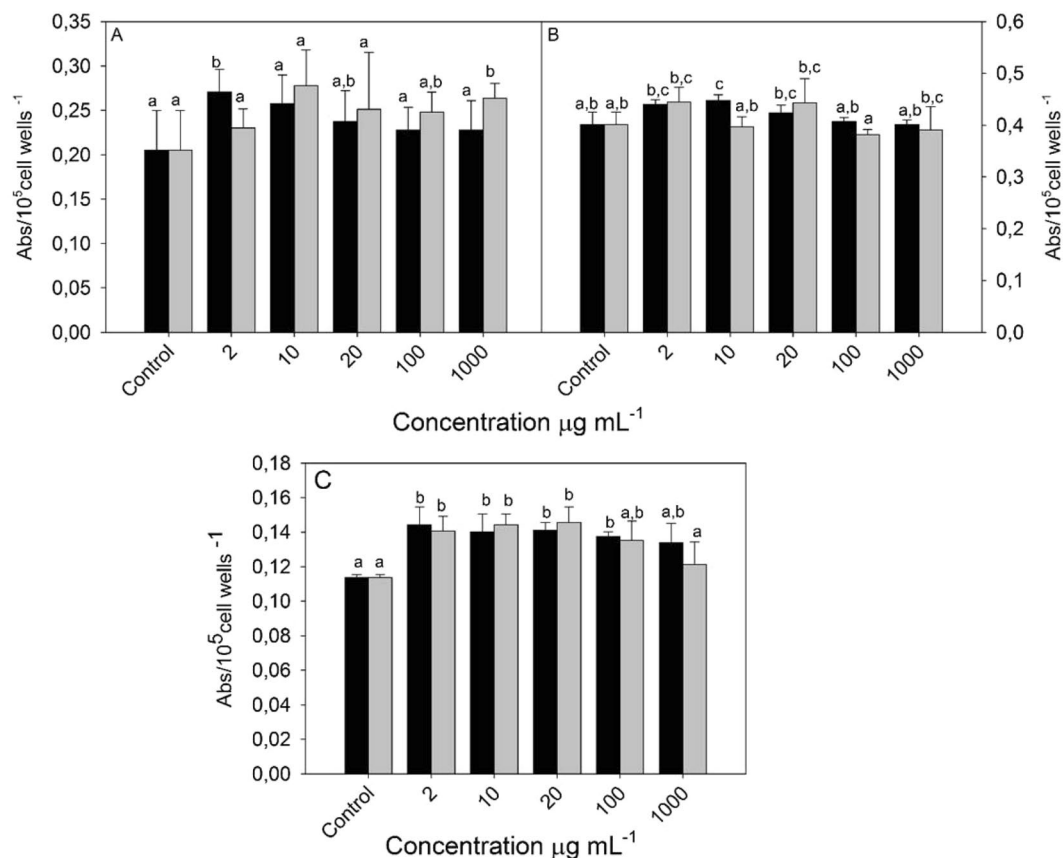 A
0,35
0,30
0,25
0,20
0,15
0,10
0,05
0,00
Abs/10⁵cell wells ⁻¹
a a b a a a a,b a a a,b a b
Control 2 10 20 100 1000
B
a,b a,b b,c b,c c a,b b,c b,c a,b a a,b b,c
Control 2 10 20 100 1000
0,6
0,5
0,4
0,3
0,2
0,1
0,0
Abs/10⁵cell wells ⁻¹
Concentration μg mL⁻¹
C
0,18
0,16
0,14
0,12
0,10
0,08
0,06
0,04
0,02
0,00
Abs/10⁵cell wells ⁻¹
a a b b b b b b b a,b a,b a
Control 2 10 20 100 1000
Concentration μg mL⁻¹